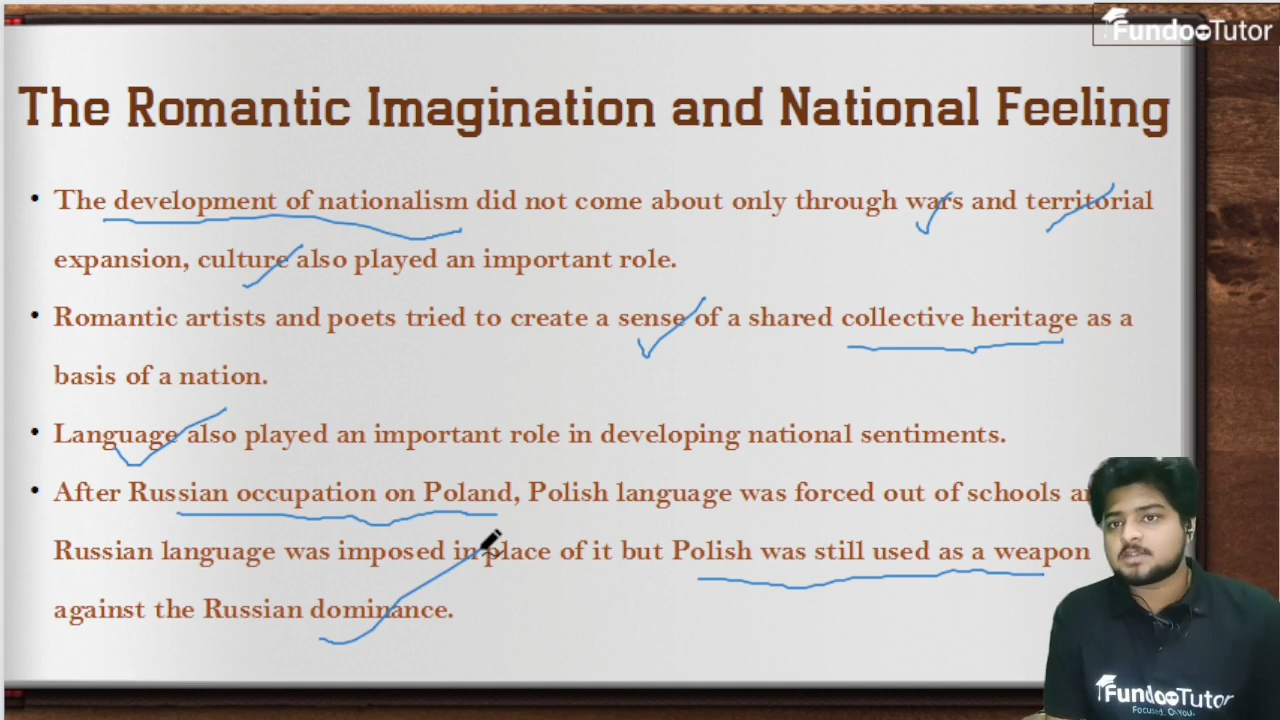 FundooTutor
The Romantic Imagination and National Feeling
• The development of nationalism did not come about only through wars and territorial
expansion, culture also played an important role.
• Romantic artists and poets tried to create a sense of a shared collective heritage as a
basis of a nation.
• Language also played an important role in developing national sentiments.
• After Russian occupation on Poland, Polish language was forced out of schools
Russian language was imposed in place of it but Polish was still used as a weapon
against the Russian dominance.
FundooTutor
Focused. On You.